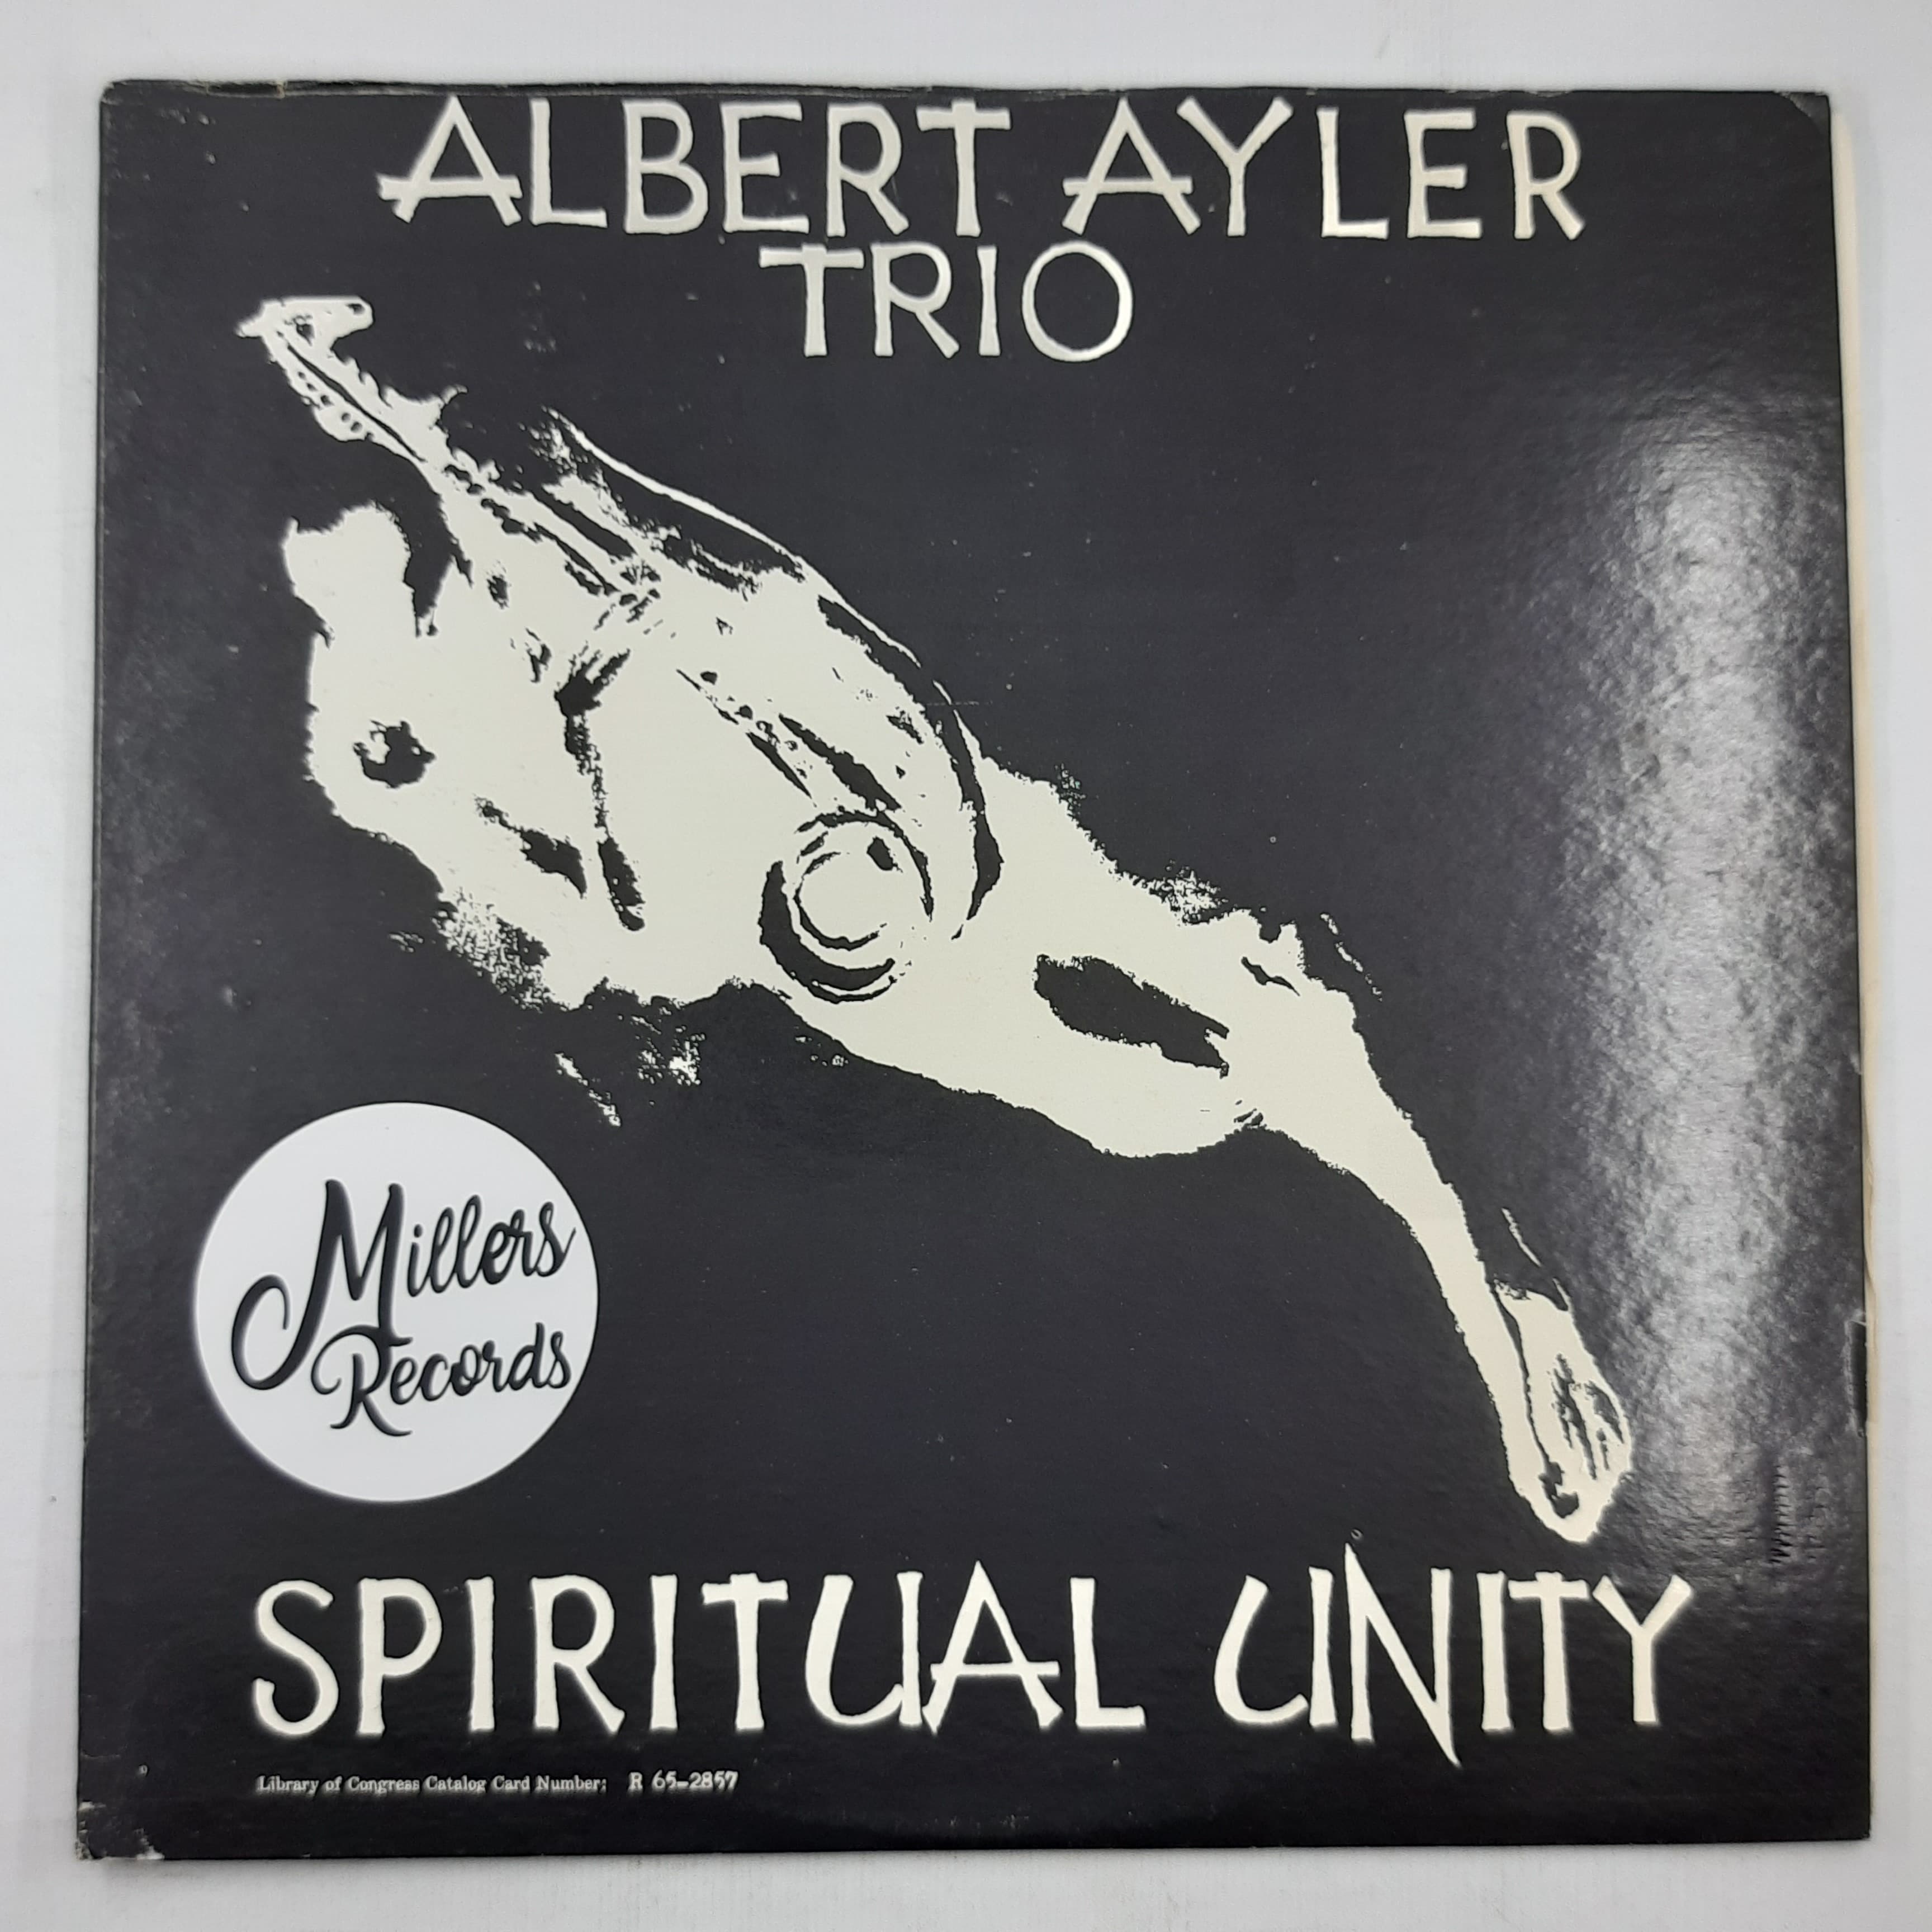 ALBERT AYLER
TRIO
Millers
Records
SPIRITUAL UNITY
Library of Congress Catalog Card Number: R 65-2857